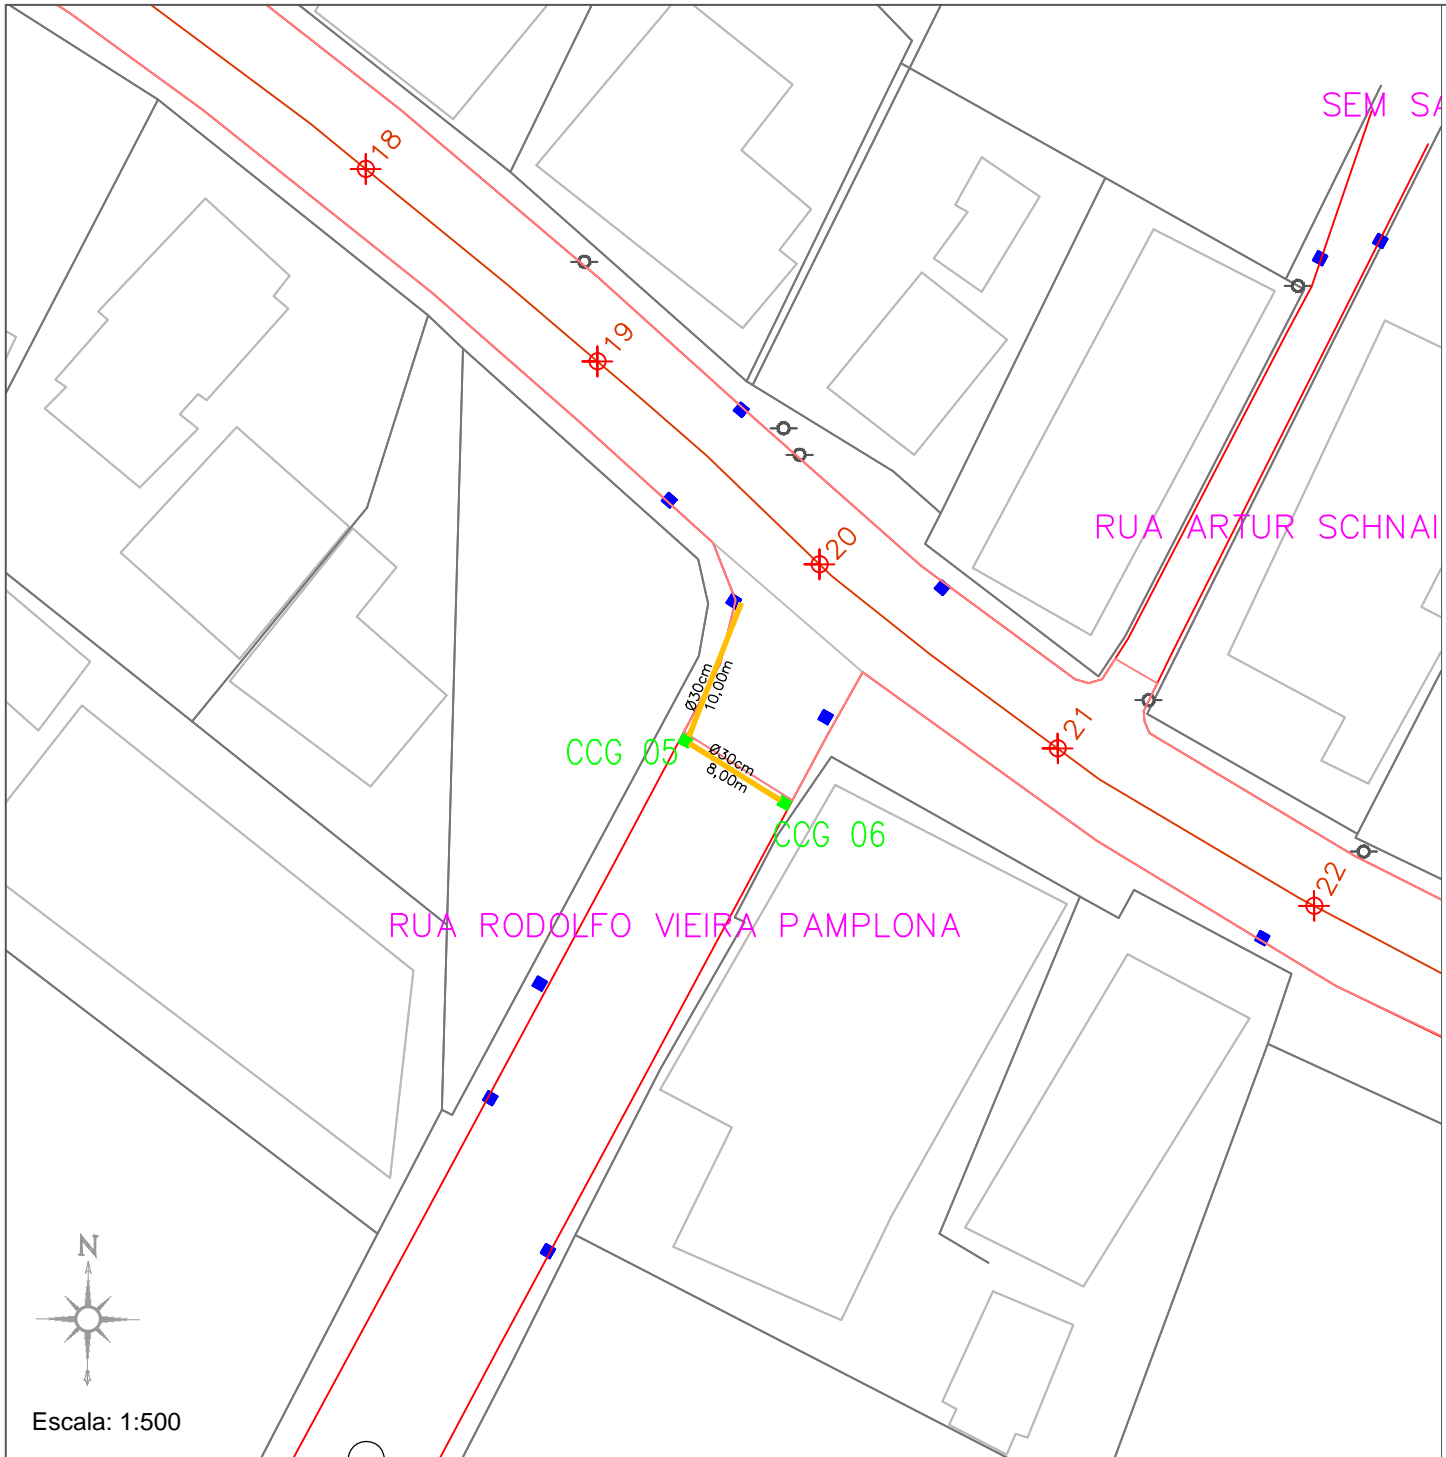 SEM SA
18
19
RUA ARTUR SCHNAI
20
Ø30cm
10,00m
21
CCG 05
Ø30cm
8,00m
CCG 06
22
RUA RODOLFO VIEIRA PAMPLONA
N
Escala: 1:500